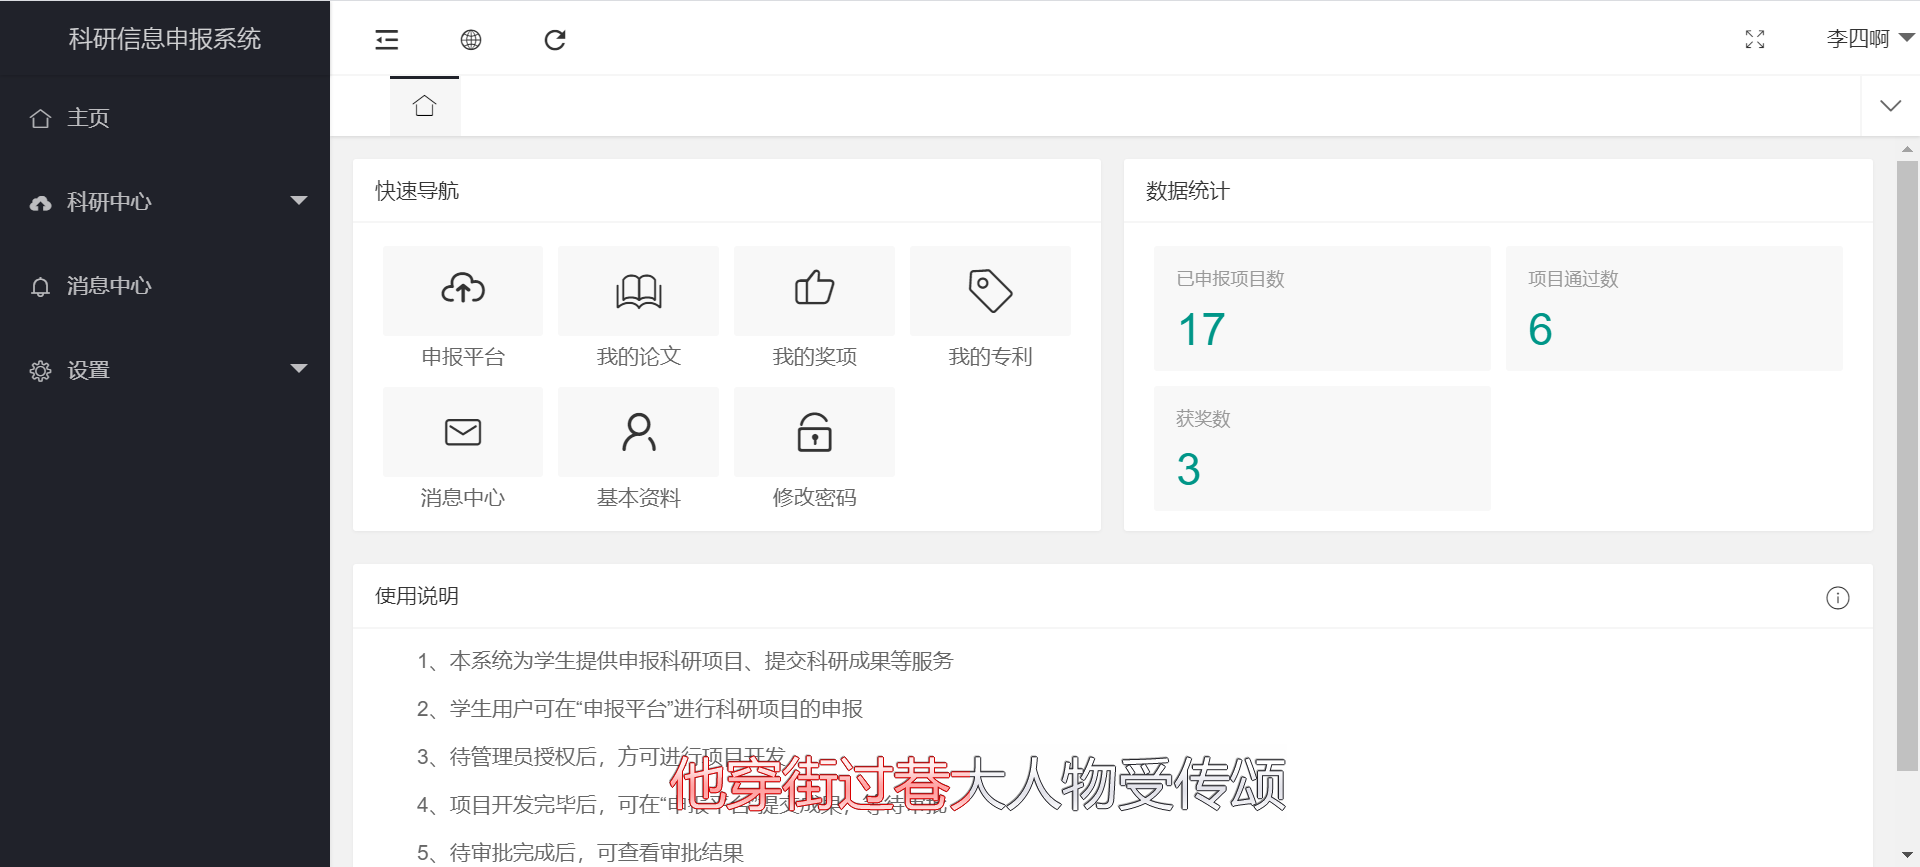 科研信息申报系统
李四啊
主页
科研中心
消息中心
设置
快速导航
申报平台
我的论文
我的奖项
我的专利
消息中心
基本资料
修改密码
数据统计
已申报项目数
17
项目通过数
6
获奖数
3
使用说明
1、本系统为学生提供申报科研项目、提交科研成果等服务
2、学生用户可在“申报平台”进行科研项目的申报
3、待管理员授权后，方可进行项目开发
他穿街过巷大人物受传颂
4、项目开发完毕后，可在“申报平台”提交成果，等待审批
5、待审批完成后，可查看审批结果